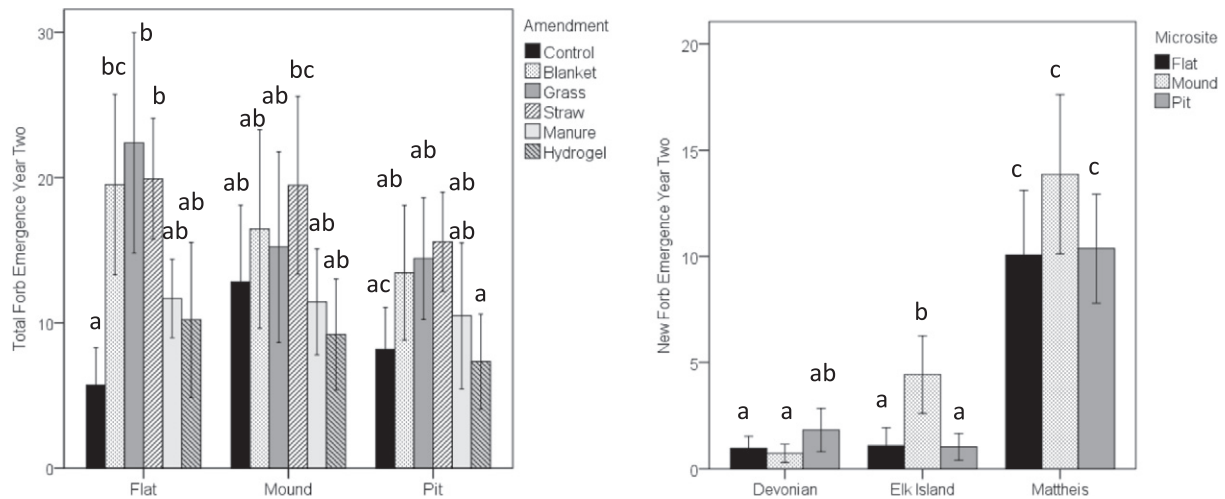 Total Forb Emergence Year Two
30
20
10
0
a
bc
b
b
ab
ab
ab
ab
ab
bc
ab
ab
ac
ab
ab
ab
ab
a
Flat
Mound
Pit
Amendment
Control
Blanket
Grass
Straw
Manure
Hydrogel
New Forb Emergence Year Two
20
15
10
5
0
a
a
ab
a
b
a
c
c
c
Devonian
Elk Island
Mattheis
Microsite
Flat
Mound
Pit